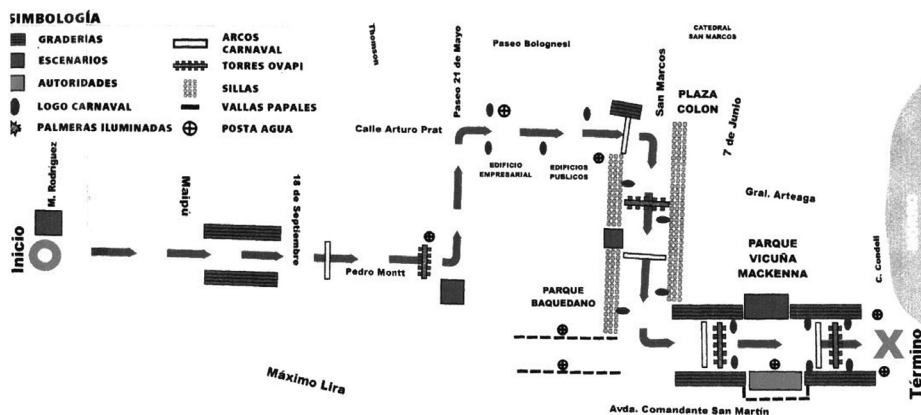 SIMBOLOGÍA
GRADERÍAS
ESCENARIOS
AUTORIDADES
LOGO CARNAVAL
PALMERAS ILUMINADAS
ARCOS
CARNAVAL
TORRES OVAPI
SILLAS
VALLAS PAPALES
POSTA AGUA
Thomson
Paseo 21 de Mayo
Paseo Bolognesi
San Marcos
CATEDRAL
SAN MARCOS
PLAZA
COLON
7 de Junio
Calle Arturo Prat
EDIFICIO
EMPRESARIAL
EDIFICIOS
PUBLICOS
Inicio
M. Rodríguez
Maipú
18 de Septiembre
Pedro Montt
Gral. Arteaga
PARQUE
VICUÑA
MACKENNA
C. Condell
PARQUE
BAQUEDANO
Máximo Lira
Término
Avda. Comandante San Martín